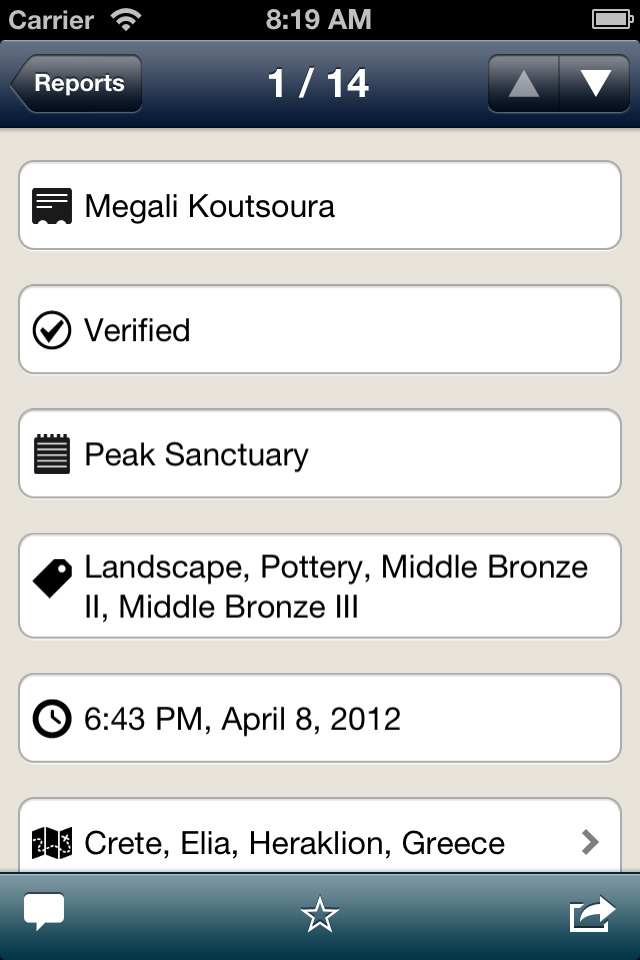 Carrier 8:19 AM
Reports 1 / 14
Megali Koutsoura
Verified
Peak Sanctuary
Landscape, Pottery, Middle Bronze
II, Middle Bronze III
6:43 PM, April 8, 2012
Crete, Elia, Heraklion, Greece